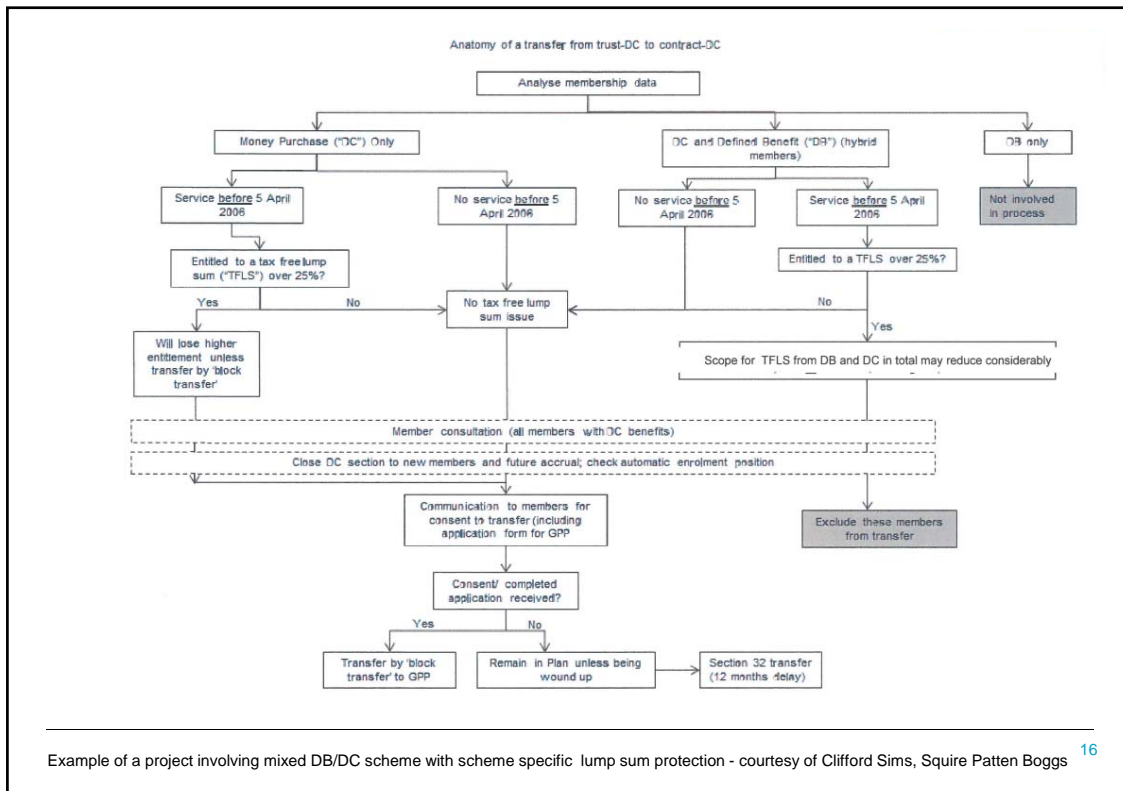 Anatomy of a transfer from trust-DC to contract-DC
Analyse membership data
Money Purchase ("DC") Only
DC and Defined Benefit ("DB") (hybrid
members)
DB only
Service before 5 April
2006
No service before 5
April 2006
No service before 5
April 2006
Service before 5 April
2006
Not involved
in process
Entitled to a tax free lump
sum ("TFLS") over 25%?
Entitled to a TFLS over 25%?
Yes
No
No tax free lump
sum issue
No
Yes
Will lose higher
entitlement unless
transfer by 'block
transfer'
Scope for TFLS from DB and DC in total may reduce considerably
Member consultation (all members with DC benefits)
Close DC section to new members and future accrual; check automatic enrolment position
Communication to members for
consent to transfer (including
application form for GPP
Exclude these members
from transfer
Consent/ completed
application received?
Yes
No
Transfer by 'block
transfer' to GPP
Remain in Plan unless being
wound up
Section 32 transfer
(12 months delay)
Example of a project involving mixed DB/DC scheme with scheme specific lump sum protection - courtesy of Clifford Sims, Squire Patten Boggs
16